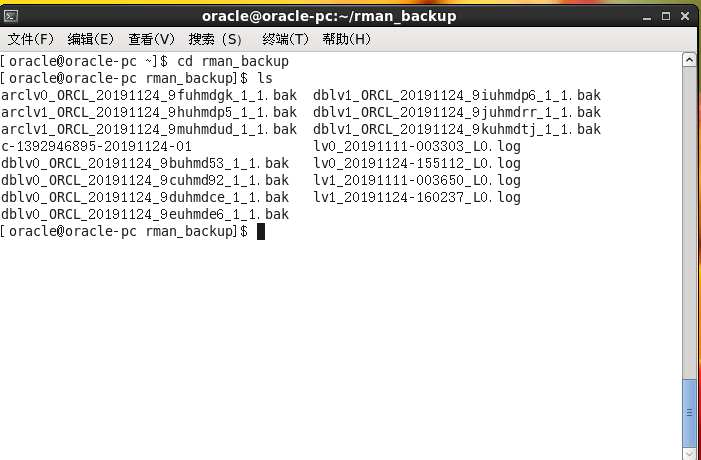 oracle@oracle-pc:~/rman_backup
文件(F) 编辑(E) 查看(V) 搜索 (S) 终端(T) 帮助(H)
[oracle@oracle-pc ~]$ cd rman_backup
[oracle@oracle-pc rman_backup]$ ls
arclv0_ORCL_20191124_9fuhmdgk_1_1.bak dblv1_ORCL_20191124_9iuhmdp6_1_1.bak
arclv1_ORCL_20191124_9huhmdp5_1_1.bak dblv1_ORCL_20191124_9juhmdrr_1_1.bak
arclv1_ORCL_20191124_9muhmdud_1_1.bak dblv1_ORCL_20191124_9kuhmdtj_1_1.bak
c-1392946895-20191124-01 lv0_20191111-003303_L0.log
dblv0_ORCL_20191124_9buhmd53_1_1.bak lv0_20191124-155112_L0.log
dblv0_ORCL_20191124_9cuhmd92_1_1.bak lv1_20191111-003650_L0.log
dblv0_ORCL_20191124_9duhmdce_1_1.bak lv1_20191124-160237_L0.log
dblv0_ORCL_20191124_9euhmde6_1_1.bak
[oracle@oracle-pc rman_backup]$